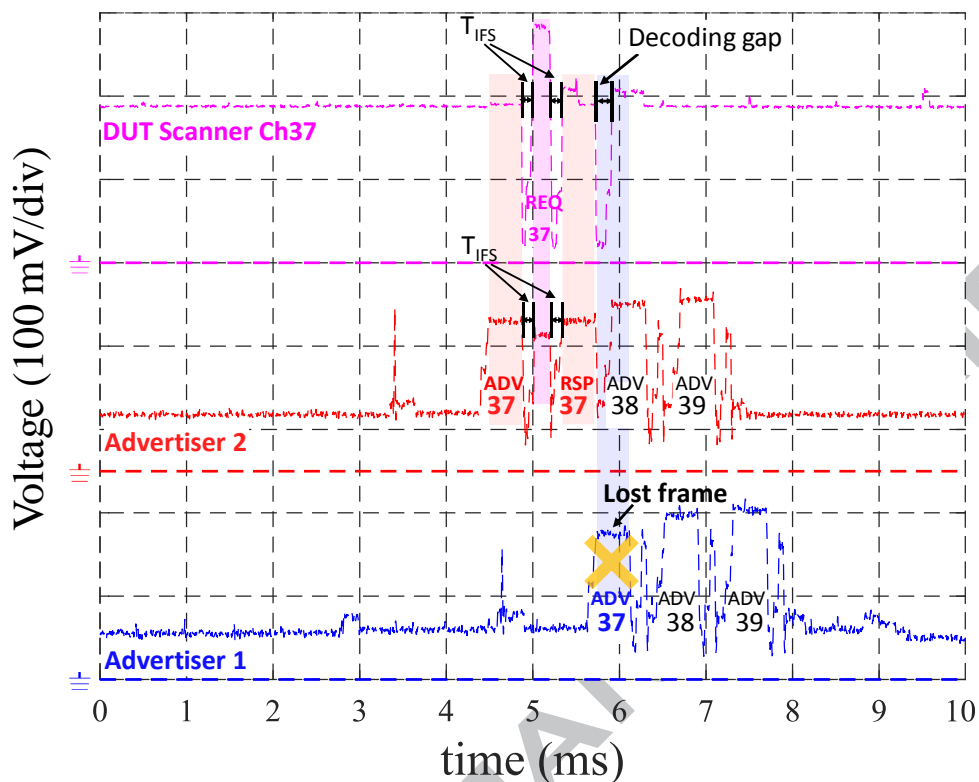 T_IFS
Decoding gap
DUT Scanner Ch37
REQ
37
T_IFS
ADV
37
RSP
37
ADV
38
ADV
39
Advertiser 2
Lost frame
ADV
37
ADV
38
ADV
39
Advertiser 1
Voltage (100 mV/div)
0 1 2 3 4 5 6 7 8 9 10
time (ms)